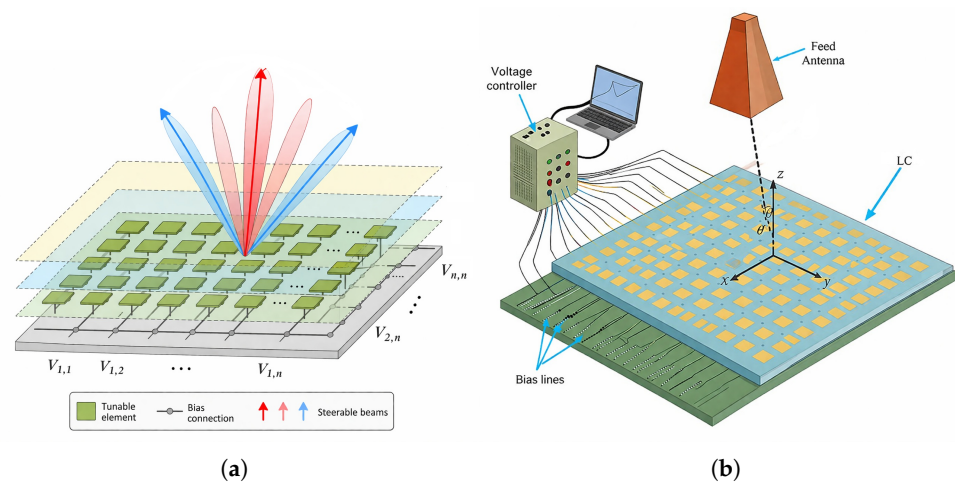 V_{n,n}
V_{2,n}
V_{1,1} V_{1,2} ••• V_{1,n}
Tunable
element
Bias
connection
Steerable beams
(a)
Feed
Antenna
Voltage
controller
LC
z
θ
θ
x
y
Bias lines
(b)